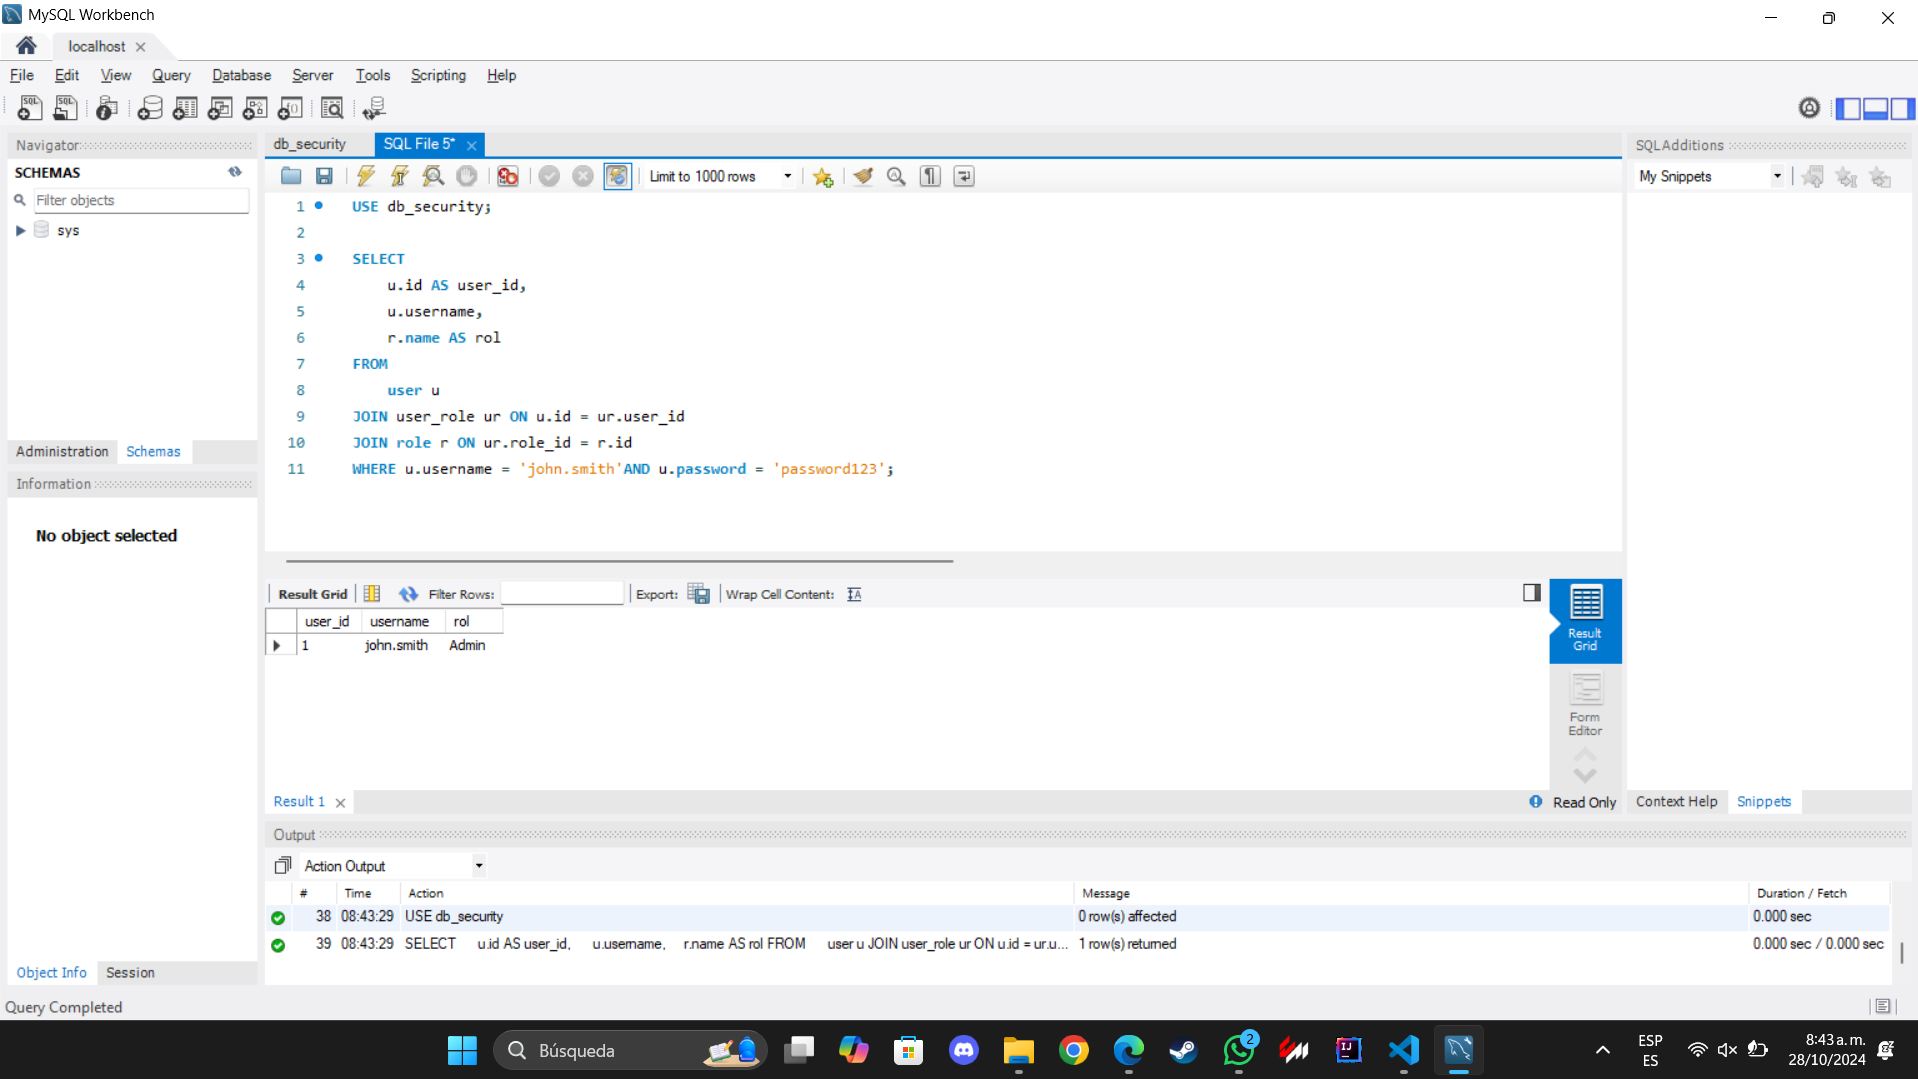 MySQL Workbench
localhost
File Edit View Query Database Server Tools Scripting Help
Navigator
SCHEMAS
Filter objects
sys
Administration Schemas
Information
No object selected
Object Info Session
db_security SQL File 5*
Limit to 1000 rows
1 USE db_security;
2
3 SELECT
4 u.id AS user_id,
5 u.username,
6 r.name AS rol
7 FROM
8 user u
9 JOIN user_role ur ON u.id = ur.user_id
10 JOIN role r ON ur.role_id = r.id
11 WHERE u.username = 'john.smith'AND u.password = 'password123';
Result Grid Filter Rows: Export: Wrap Cell Content:
user_id username rol
1 john.smith Admin
Result Grid
Form Editor
Result 1
Read Only
SQLAdditions
My Snippets
Context Help Snippets
Output
Action Output
# Time Action Message Duration / Fetch
38 08:43:29 USE db_security 0 row(s) affected 0.000 sec
39 08:43:29 SELECT u.id AS user_id, u.username, r.name AS rol FROM user u JOIN user_role ur ON u.id = ur.u... 1 row(s) returned 0.000 sec / 0.000 sec
Query Completed
Búsqueda
2
ESP
ES
8:43 a. m.
28/10/2024